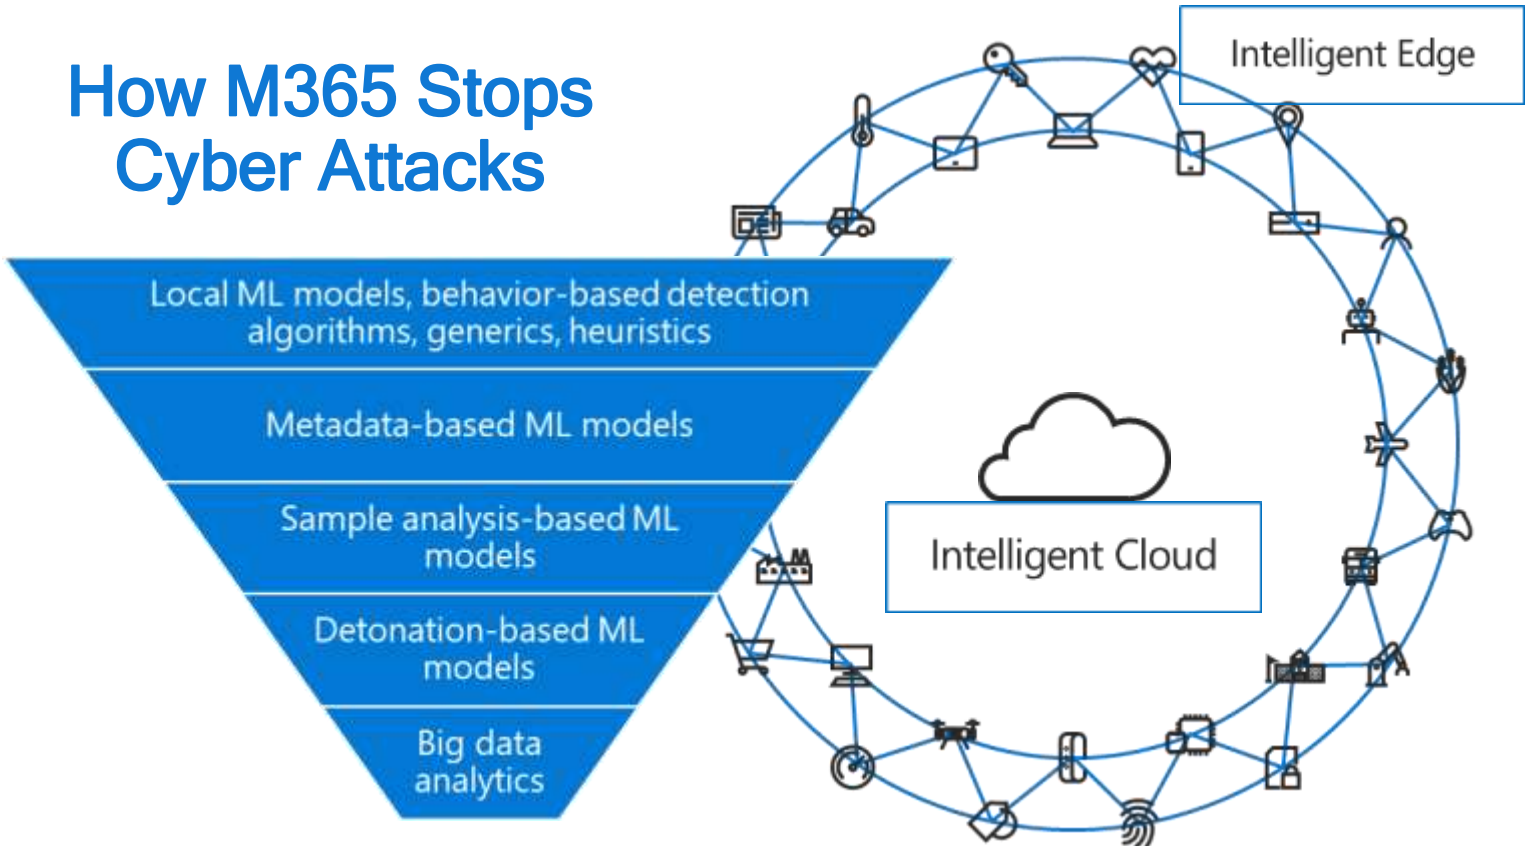 How M365 Stops
Cyber Attacks
Intelligent Edge
Local ML models, behavior-based detection
algorithms, generics, heuristics
Metadata-based ML models
Sample analysis-based ML
models
Detonation-based ML
models
Big data
analytics
Intelligent Cloud